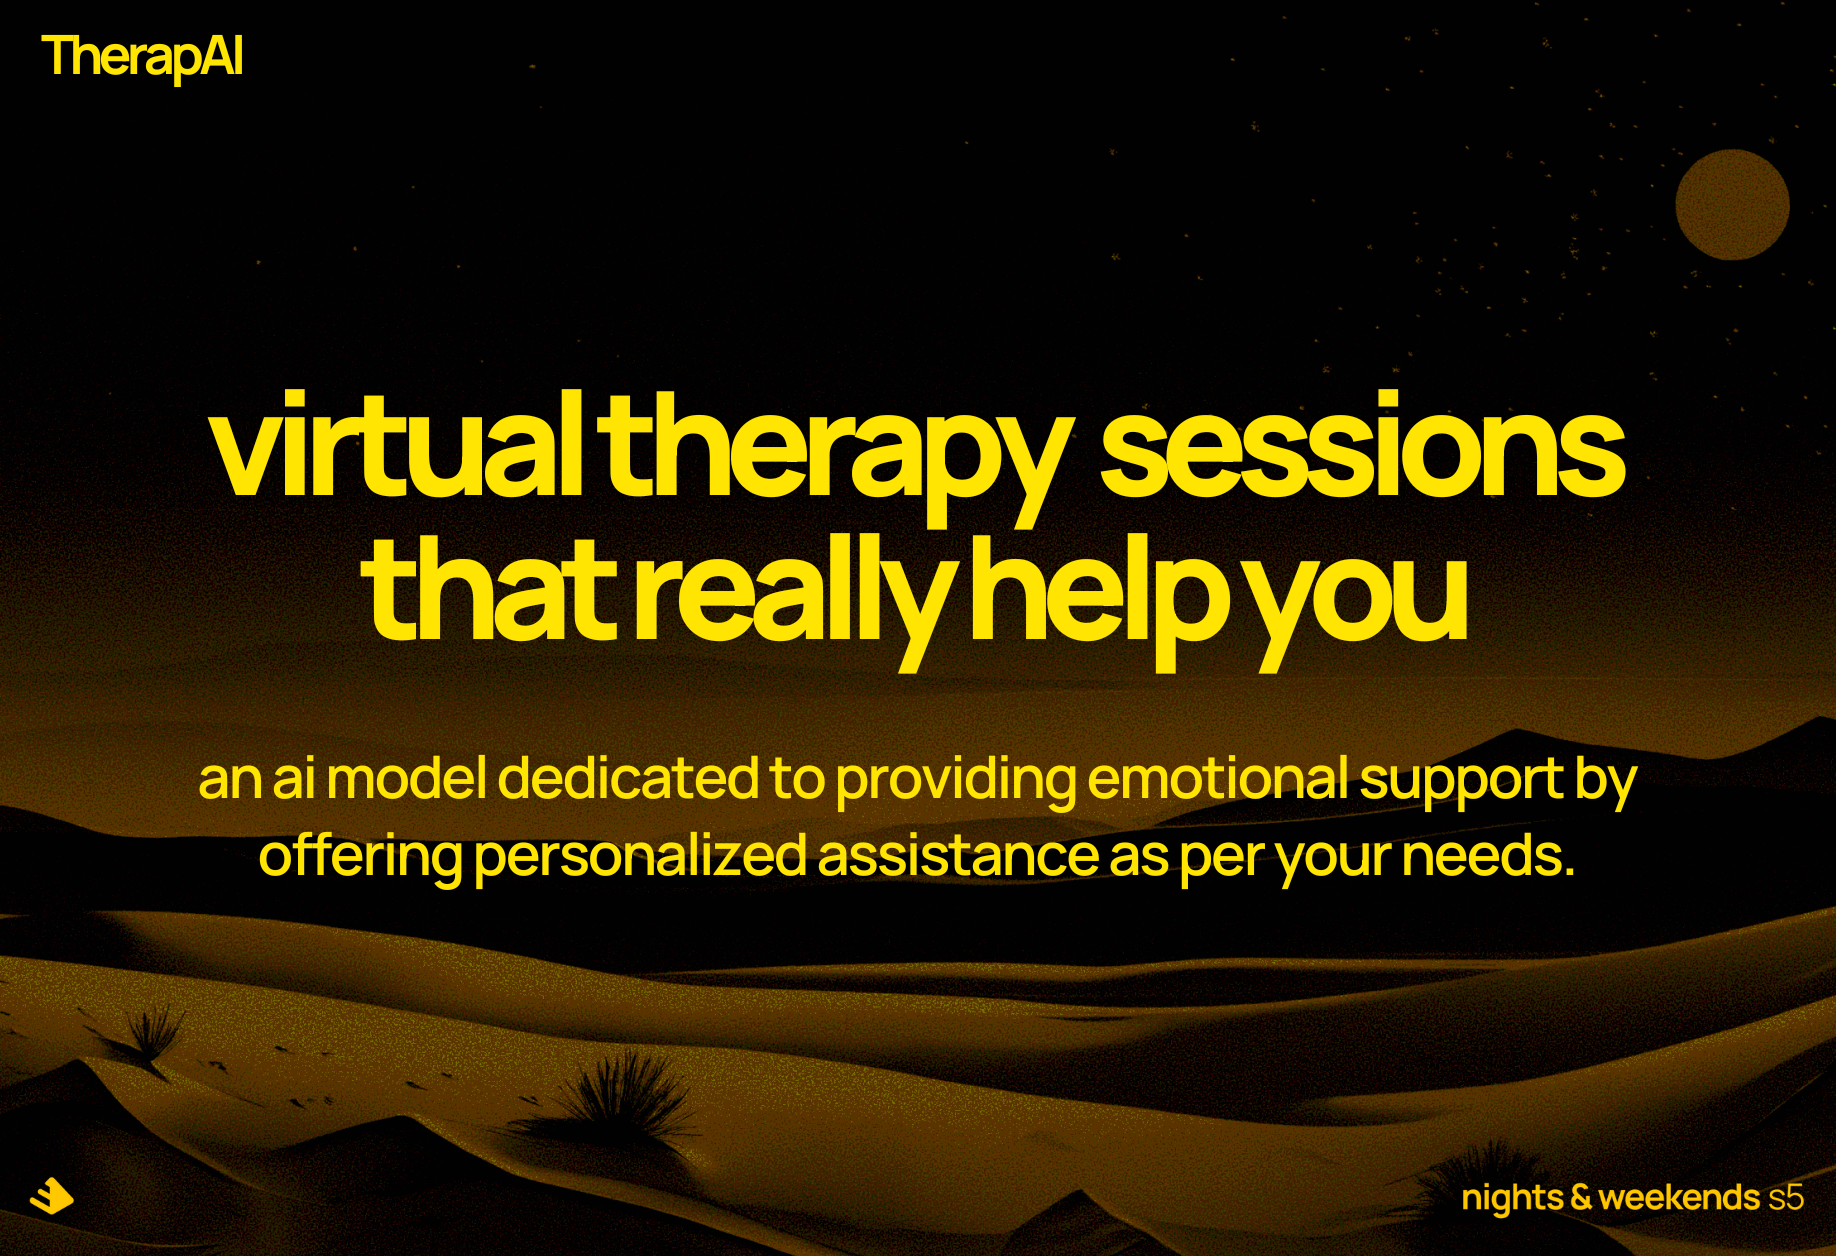 TherapAI
virtual therapy sessions
that really help you
an ai model dedicated to providing emotional support by
offering personalized assistance as per your needs.
nights & weekends s5